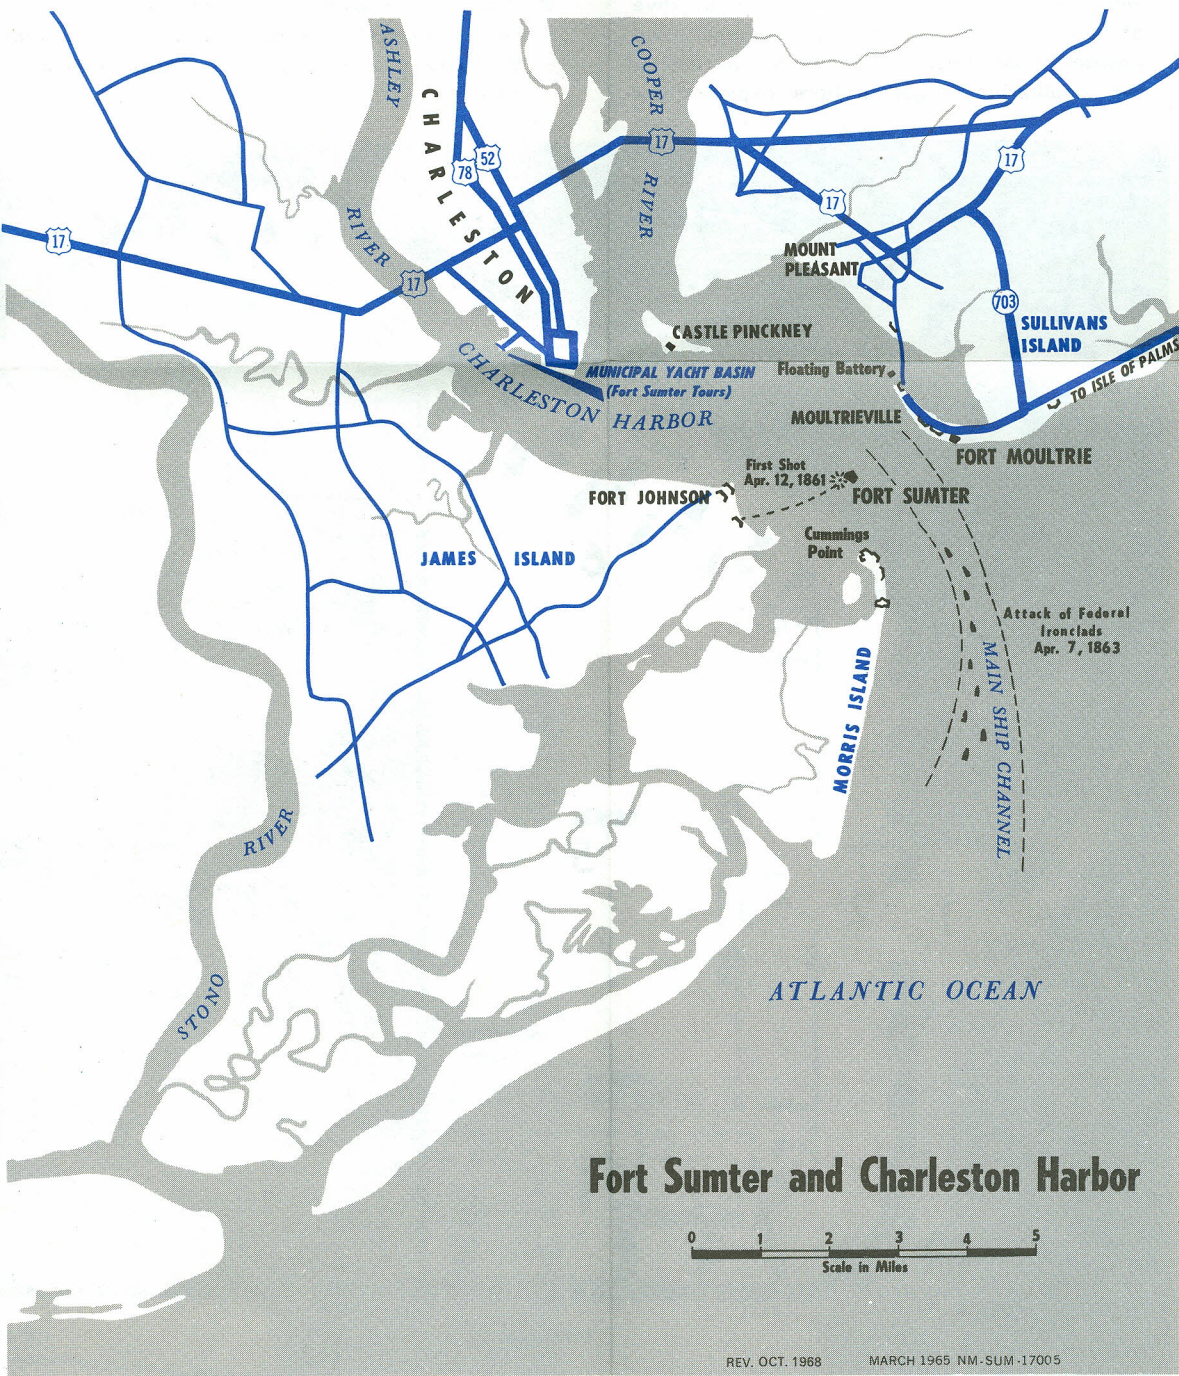 ASHLEY
RIVER
COOPER
RIVER
CHARLESTON
17
78
52
17
17
17
17
MOUNT
PLEASANT
703
SULLIVANS
ISLAND
TO ISLE OF PALMS
CASTLE PINCKNEY
MUNICIPAL YACHT BASIN
(Fort Sumter Tours)
CHARLESTON HARBOR
Floating Battery
MOULTRIEVILLE
FORT MOULTRIE
First Shot
Apr. 12, 1861
FORT SUMTER
FORT JOHNSON
Cummings
Point
JAMES ISLAND
Attack of Federal
Ironclads
Apr. 7, 1863
MAIN SHIP CHANNEL
MORRIS ISLAND
STONO RIVER
ATLANTIC OCEAN
Fort Sumter and Charleston Harbor
0 1 2 3 4 5
Scale in Miles
REV. OCT. 1968 MARCH 1965 NM-SUM-17005